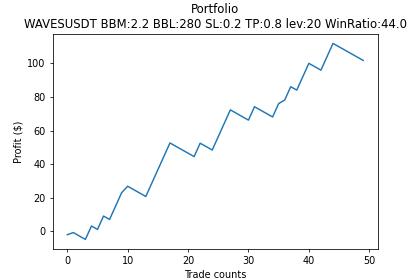 Portfolio
WAVESUSDT BBM:2.2 BBL:280 SL:0.2 TP:0.8 lev:20 WinRatio:44.0
100
80
60
40
20
0
Profit ($)
0 10 20 30 40 50
Trade counts